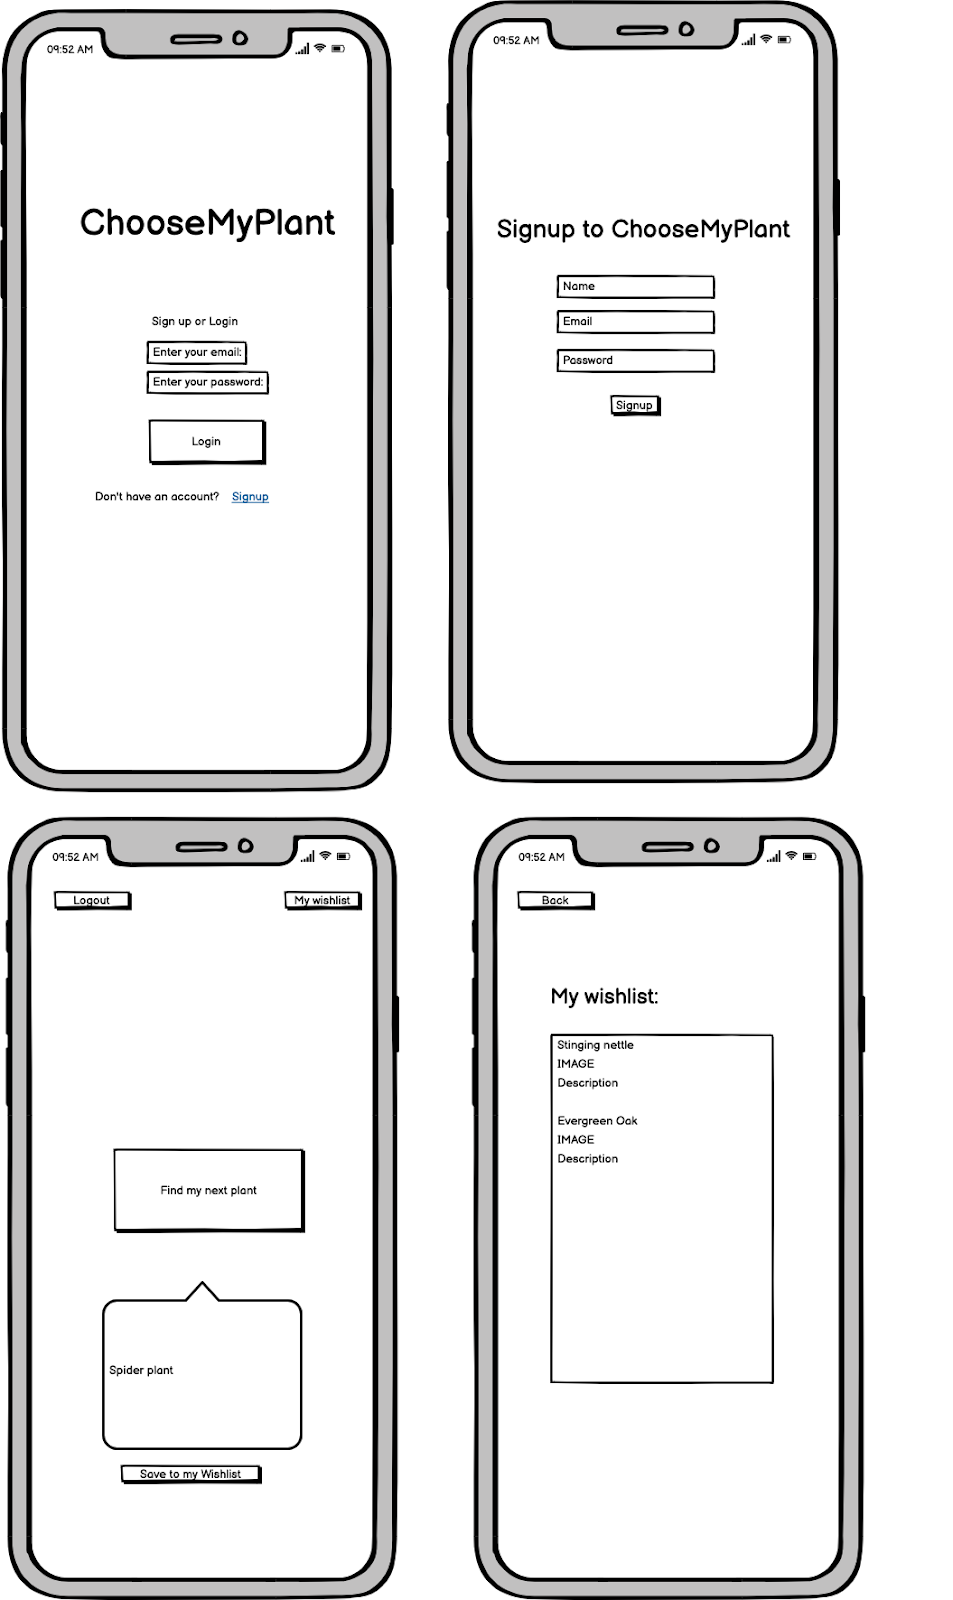 09:52 AM
ChooseMyPlant
Sign up or Login
Enter your email:
Enter your password:
Login
Don't have an account? Signup
09:52 AM
Signup to ChooseMyPlant
Name
Email
Password
Signup
09:52 AM
Logout
My wishlist
Find my next plant
Spider plant
Save to my Wishlist
09:52 AM
Back
My wishlist:
Stinging nettle
IMAGE
Description
Evergreen Oak
IMAGE
Description